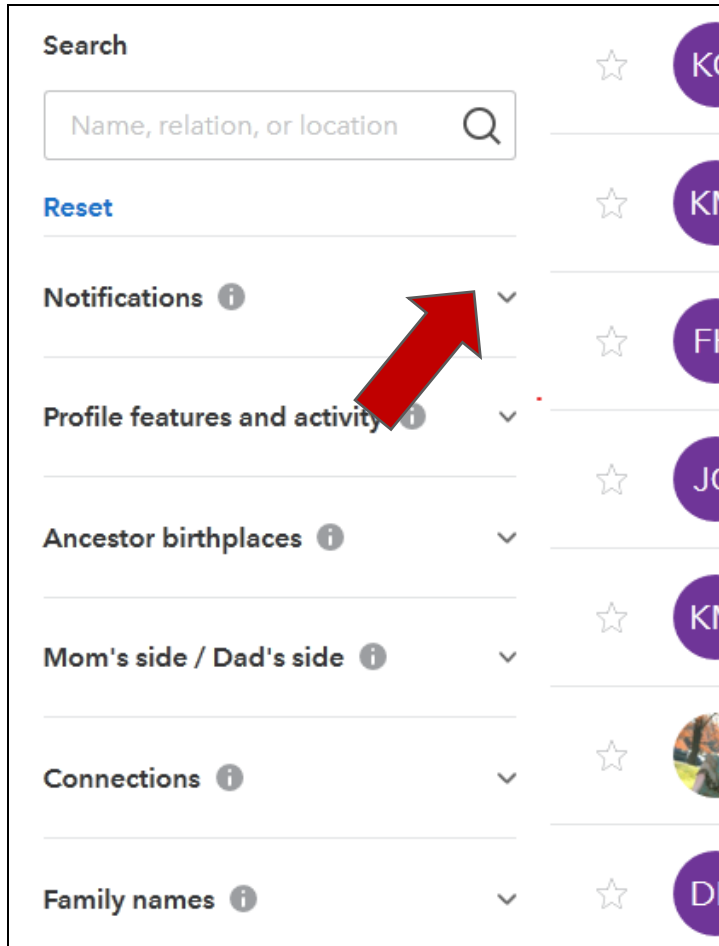 Search
Name, relation, or location
Reset
Notifications
Profile features and activity
Ancestor birthplaces
Mom's side / Dad's side
Connections
Family names